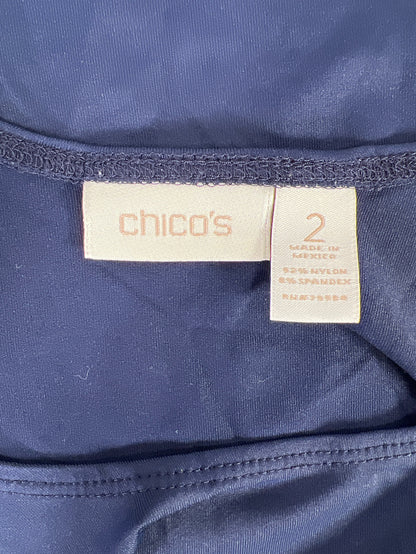 chico's
2
MADE IN
MEXICO
92% NYLON
8% SPANDEX